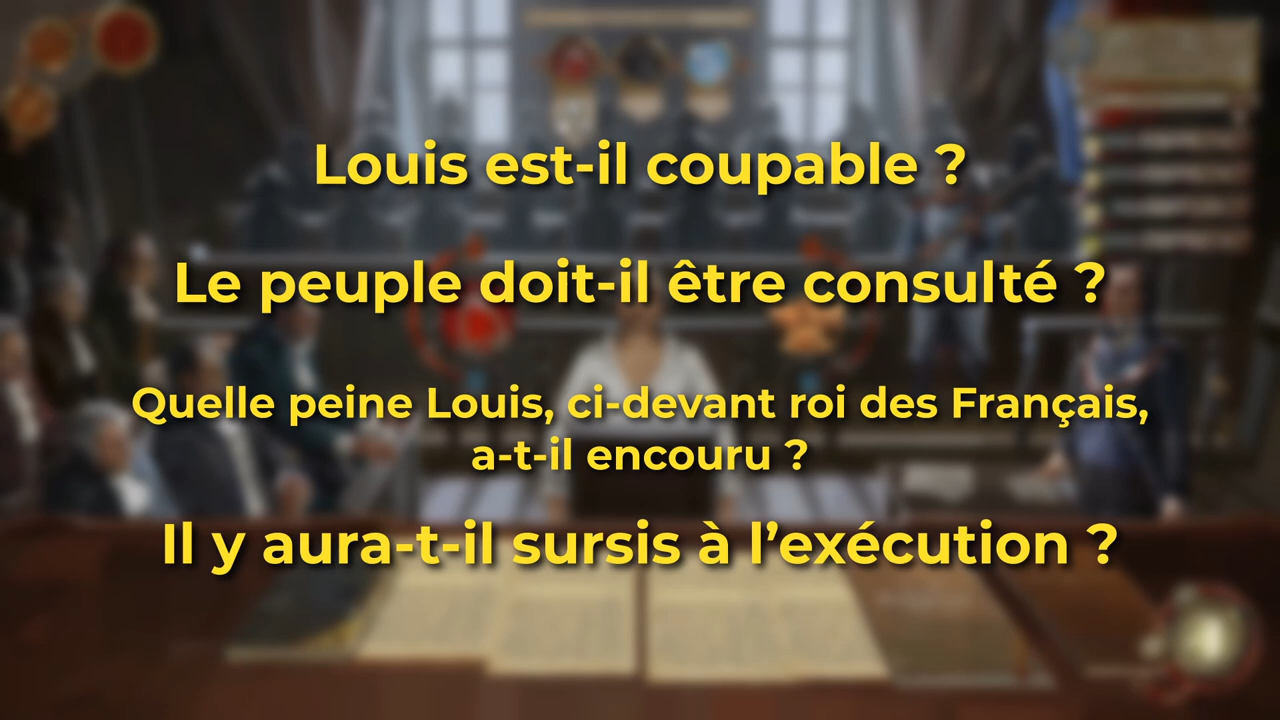 Louis est-il coupable ?
Le peuple doit-il être consulté ?
Quelle peine Louis, ci-devant roi des Français,
a-t-il encouru ?
Il y aura-t-il sursis à l’exécution ?